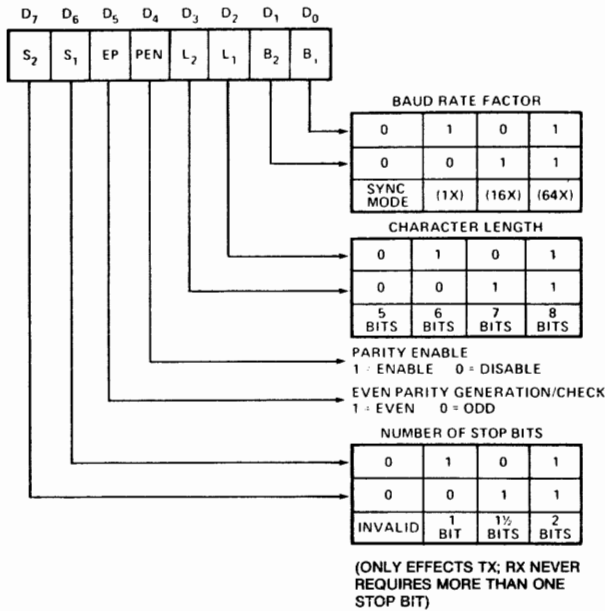 D7 D6 D5 D4 D3 D2 D1 D0
S2 S1 EP PEN L2 L1 B2 B1
BAUD RATE FACTOR
0 1 0 1
0 0 1 1
SYNC MODE (1X) (16X) (64X)
CHARACTER LENGTH
0 1 0 1
0 0 1 1
5 BITS 6 BITS 7 BITS 8 BITS
PARITY ENABLE
1 = ENABLE 0 = DISABLE
EVEN PARITY GENERATION/CHECK
1 = EVEN 0 = ODD
NUMBER OF STOP BITS
0 1 0 1
0 0 1 1
INVALID 1 BIT 1½ BITS 2 BITS
(ONLY EFFECTS TX; RX NEVER
REQUIRES MORE THAN ONE
STOP BIT)